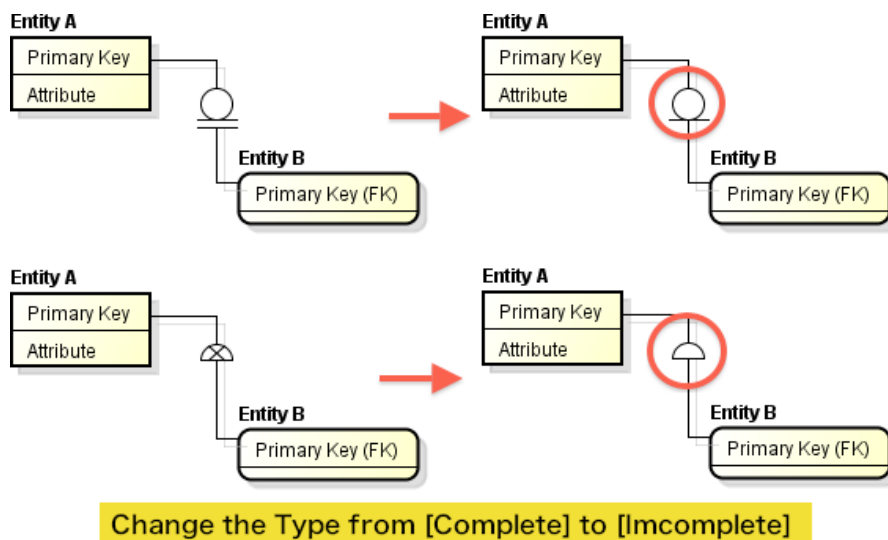 Entity A
Primary Key
Attribute
Entity B
Primary Key (FK)
Entity A
Primary Key
Attribute
Entity B
Primary Key (FK)
Entity A
Primary Key
Attribute
Entity B
Primary Key (FK)
Entity A
Primary Key
Attribute
Entity B
Primary Key (FK)
Change the Type from [Complete] to [Imcomplete]